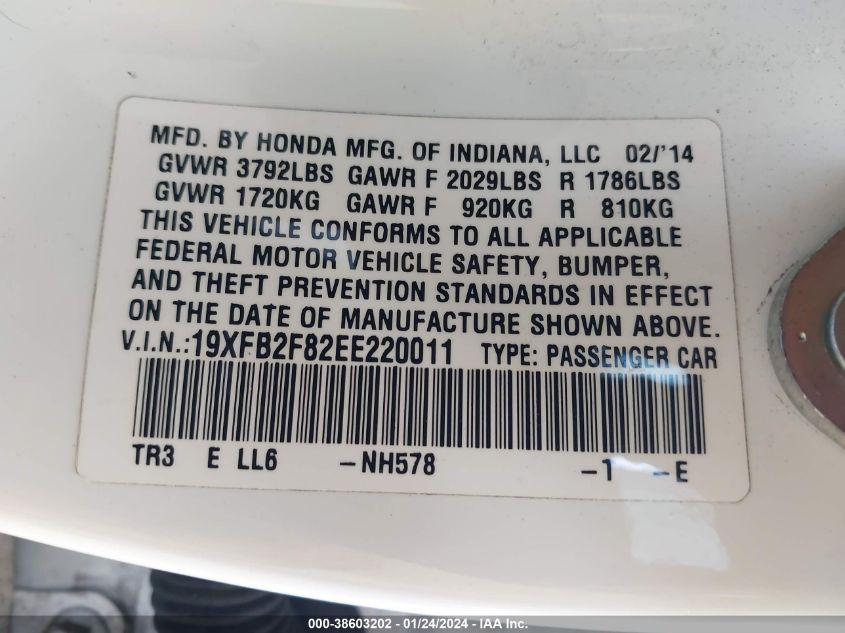 MFD. BY HONDA MFG. OF INDIANA, LLC 02/'14
GVWR 3792LBS GAWR F 2029LBS R 1786LBS
GVWR 1720KG GAWR F 920KG R 810KG
THIS VEHICLE CONFORMS TO ALL APPLICABLE
FEDERAL MOTOR VEHICLE SAFETY, BUMPER,
AND THEFT PREVENTION STANDARDS IN EFFECT
ON THE DATE OF MANUFACTURE SHOWN ABOVE.
V.I.N.:19XFB2F82EE220011 TYPE: PASSENGER CAR
TR3 E LL6 -NH578 -1 -E
000-38603202 - 01/24/2024 - IAA Inc.